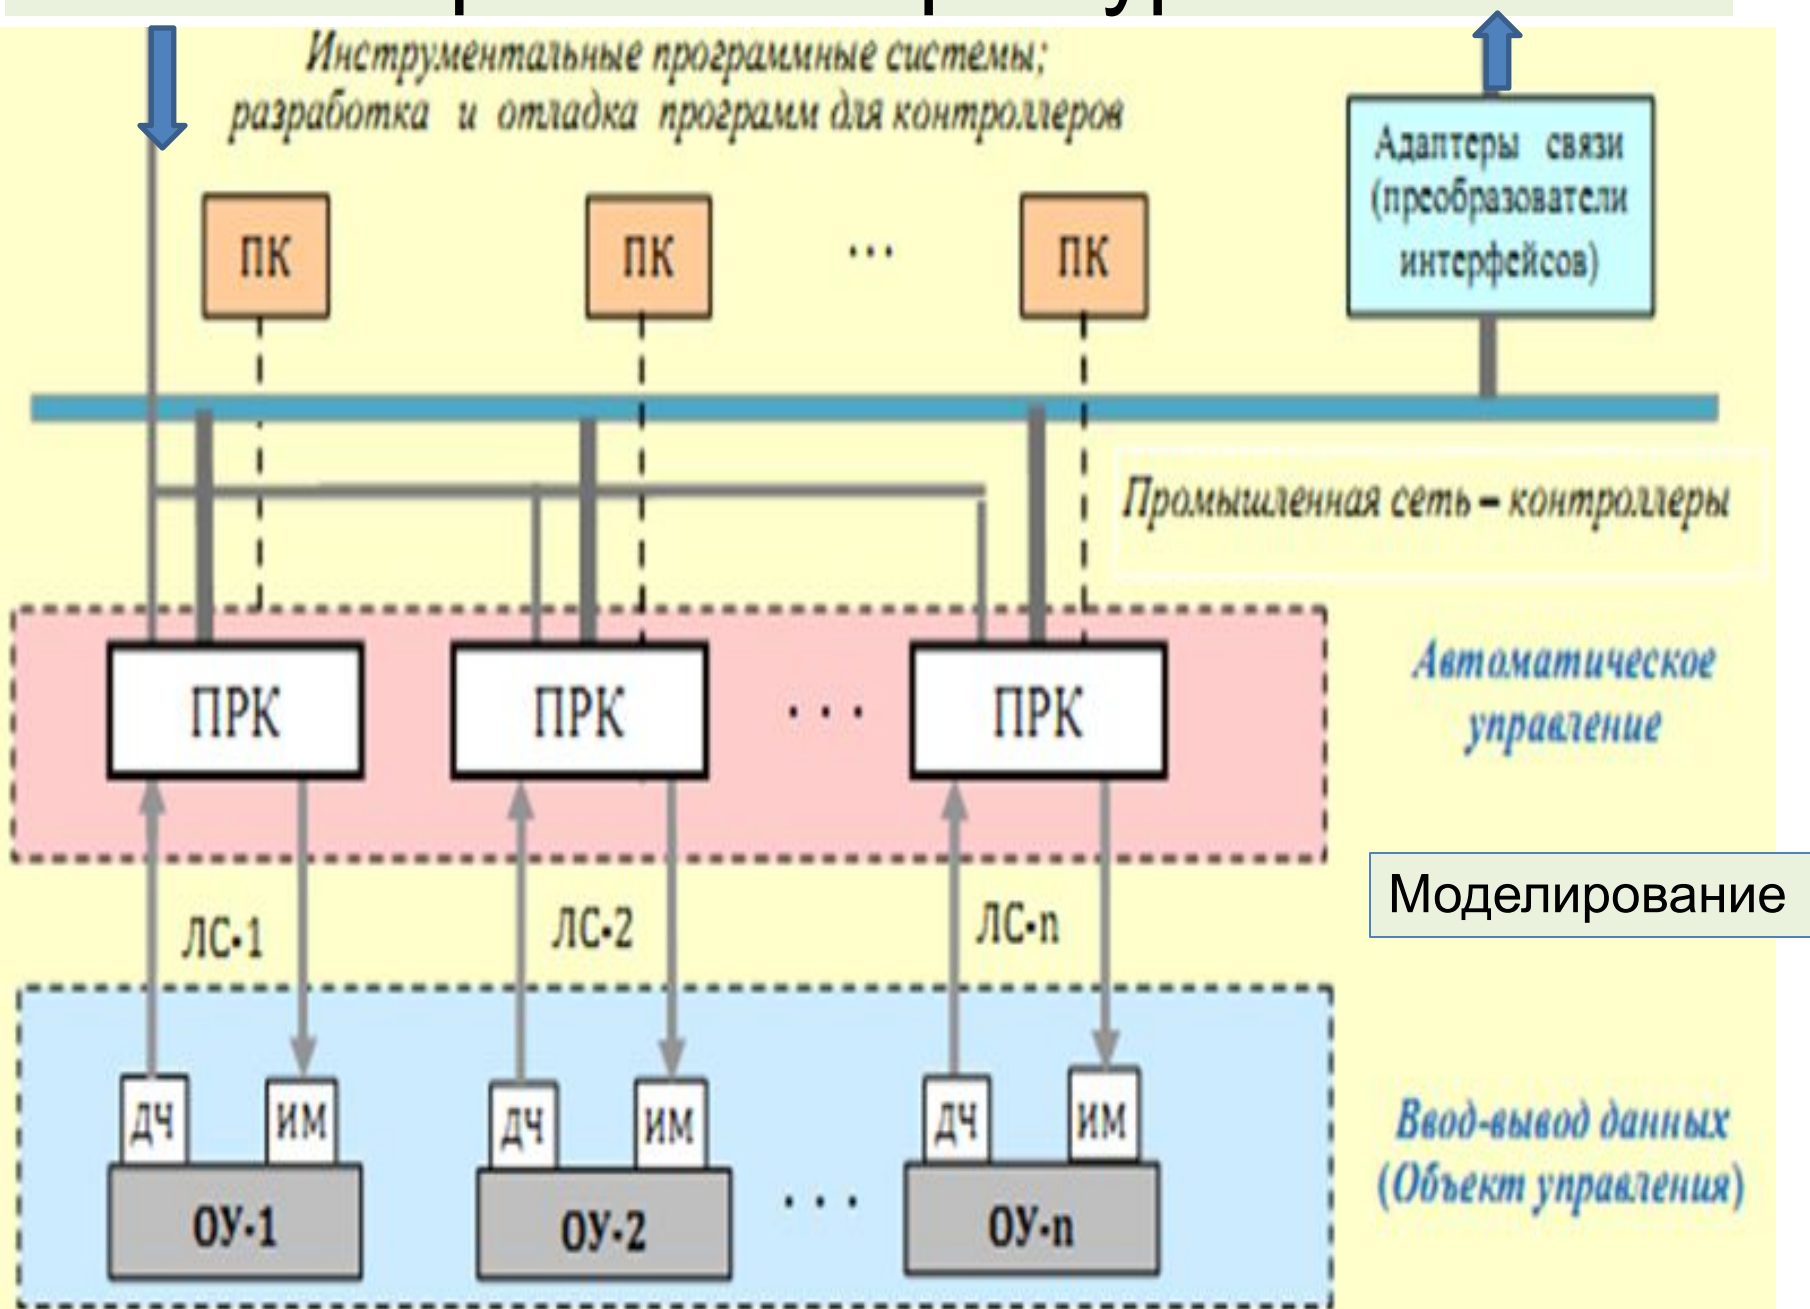 Инструментальные программные системы;
разработка и отладка программ для контроллеров
Адаптеры связи
(преобразователи
интерфейсов)
ПК ПК ... ПК
Промышленная сеть – контроллеры
Автоматическое
управление
ПРК ПРК ... ПРК
Моделирование
ЛС-1 ЛС-2 ЛС-n
ДЧ ИМ ДЧ ИМ ДЧ ИМ
Ввод-вывод данных
(Объект управления)
ОУ-1 ОУ-2 ... ОУ-n